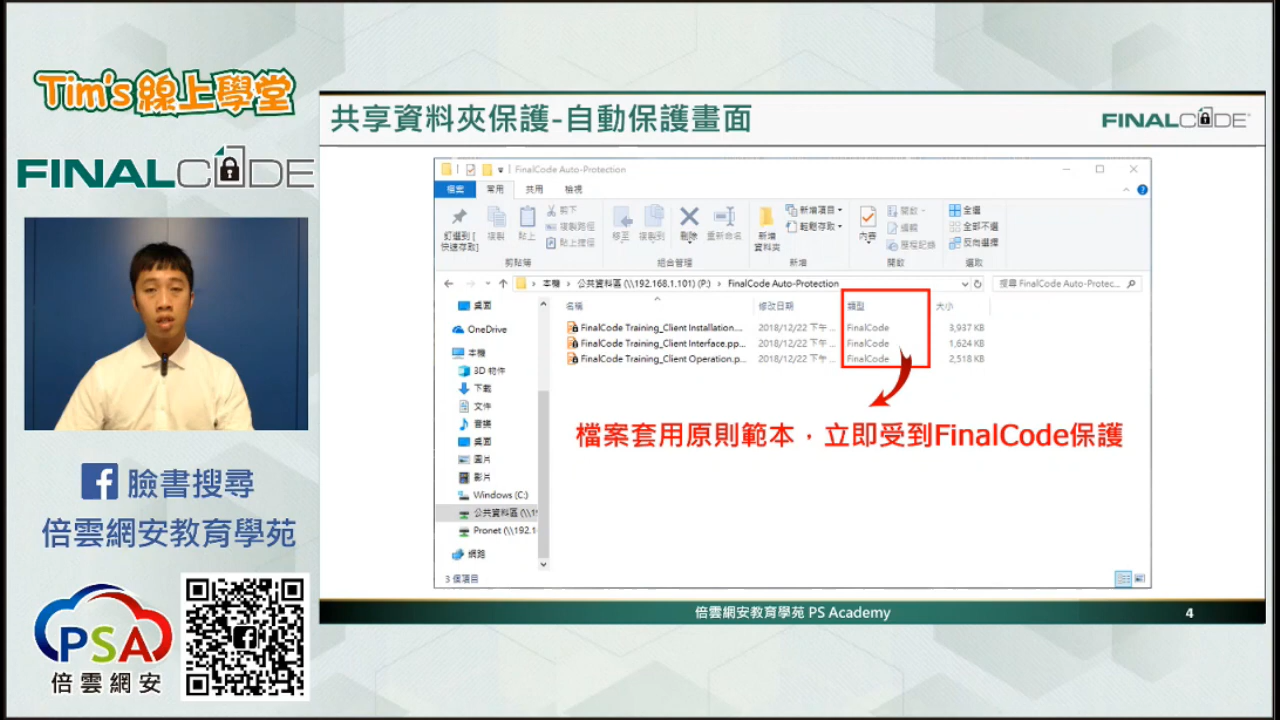 Tim's線上學堂
FINALCODE
臉書搜尋
倍雲網安教育學苑
PSA
倍雲網安
共享資料夾保護-自動保護畫面
FINALCODE
FinalCode Auto-Protection
檔案 常用 共用 檢視
釘選到 [快速存取]
複製
貼上
剪下
複製路徑
貼上捷徑
剪貼簿
移至
複製到
刪除
重新命名
組合管理
新增資料夾
新增項目
輕鬆存取
新增
內容
開啟
編輯
歷程記錄
開啟
全選
全部不選
反向選擇
選取
本機 › 公共資料區 (\\192.168.1.101) (P:) › FinalCode Auto-Protection
搜尋 FinalCode Auto-Protec...
桌面
OneDrive
本機
3D 物件
下載
文件
音樂
桌面
圖片
影片
Windows (C:)
公共資料區 (\\19
Pronet (\\192.1
網路
名稱 修改日期 類型 大小
FinalCode Training_Client Installation.... 2018/12/22 下午 ... FinalCode 3,937 KB
FinalCode Training_Client Interface.pp... 2018/12/22 下午 ... FinalCode 1,624 KB
FinalCode Training_Client Operation.p... 2018/12/22 下午 ... FinalCode 2,518 KB
檔案套用原則範本，立即受到FinalCode保護
3 個項目
倍雲網安教育學苑 PS Academy
4